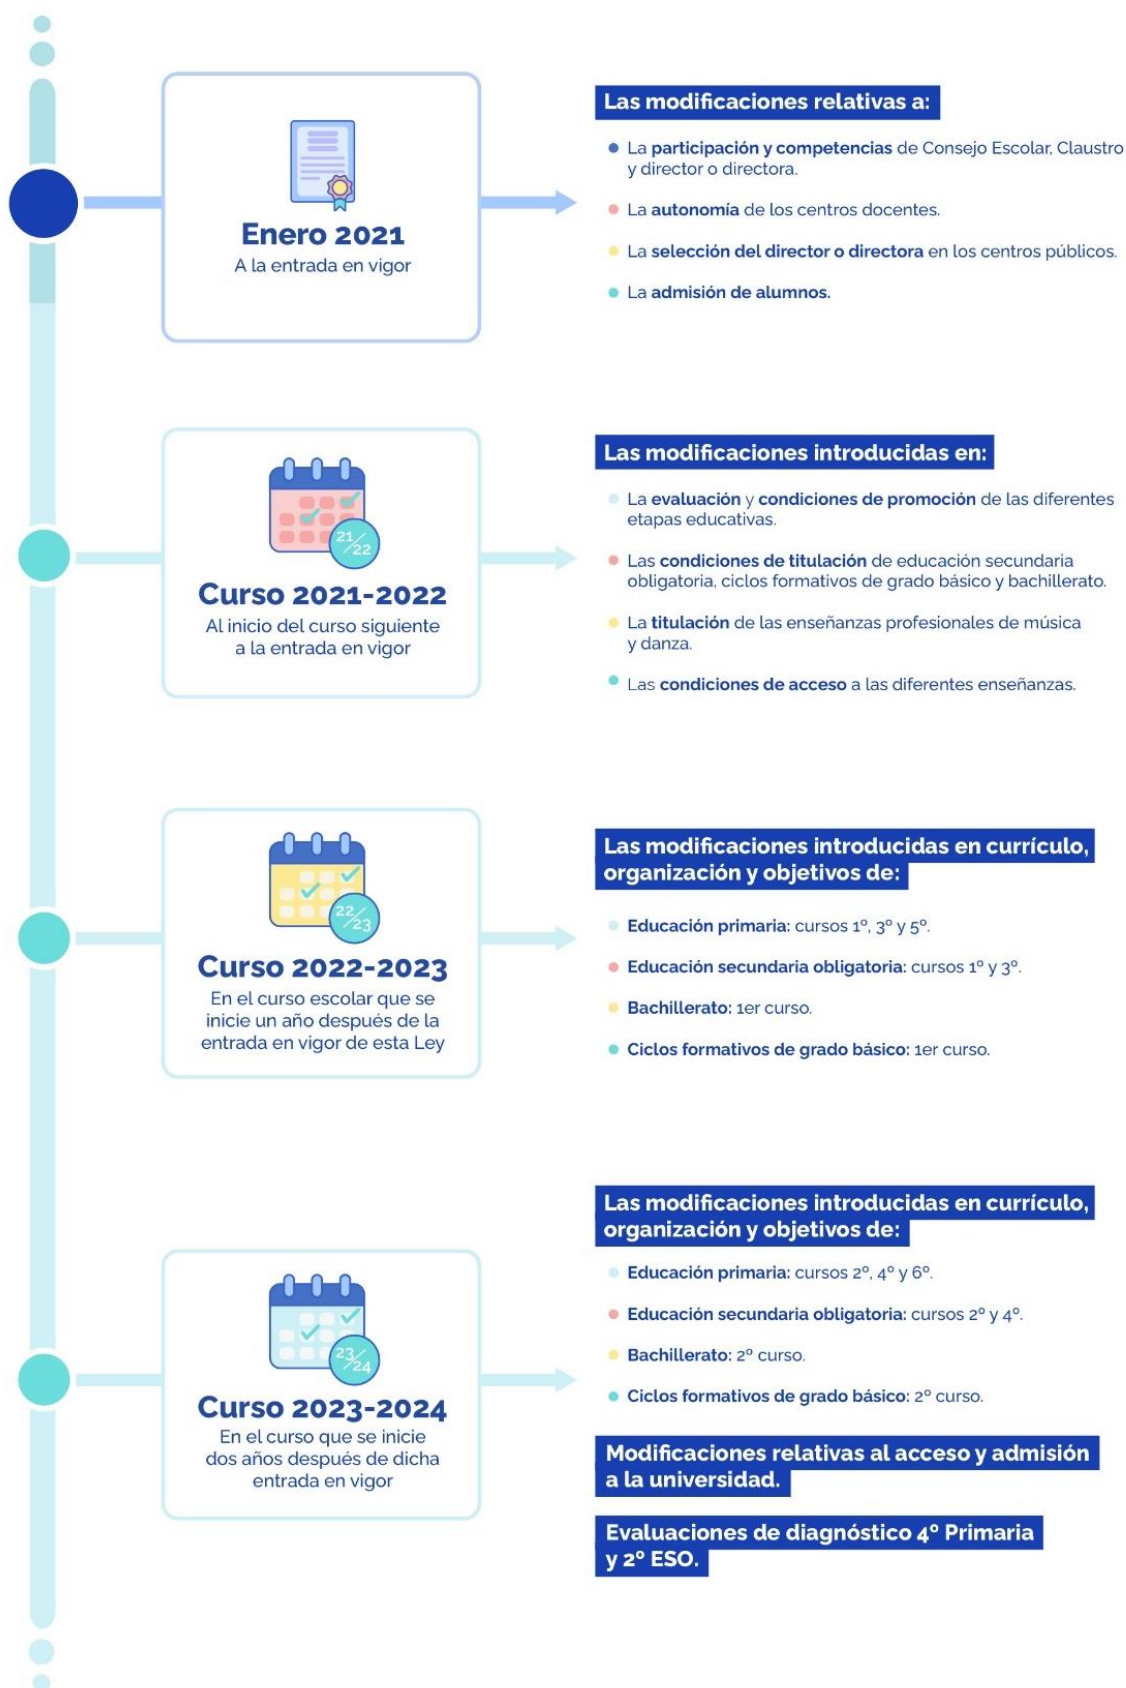 Enero 2021
A la entrada en vigor
Las modificaciones relativas a:
La participación y competencias de Consejo Escolar, Claustro
y director o directora.
La autonomía de los centros docentes.
La selección del director o directora en los centros públicos.
La admisión de alumnos.
21/22
Curso 2021-2022
Al inicio del curso siguiente
a la entrada en vigor
Las modificaciones introducidas en:
La evaluación y condiciones de promoción de las diferentes
etapas educativas.
Las condiciones de titulación de educación secundaria
obligatoria, ciclos formativos de grado básico y bachillerato.
La titulación de las enseñanzas profesionales de música
y danza.
Las condiciones de acceso a las diferentes enseñanzas.
22/23
Curso 2022-2023
En el curso escolar que se
inicie un año después de la
entrada en vigor de esta Ley
Las modificaciones introducidas en currículo,
organización y objetivos de:
Educación primaria: cursos 1º, 3º y 5º.
Educación secundaria obligatoria: cursos 1º y 3º.
Bachillerato: 1er curso.
Ciclos formativos de grado básico: 1er curso.
23/24
Curso 2023-2024
En el curso que se inicie
dos años después de dicha
entrada en vigor
Las modificaciones introducidas en currículo,
organización y objetivos de:
Educación primaria: cursos 2º, 4º y 6º.
Educación secundaria obligatoria: cursos 2º y 4º.
Bachillerato: 2º curso.
Ciclos formativos de grado básico: 2º curso.
Modificaciones relativas al acceso y admisión
a la universidad.
Evaluaciones de diagnóstico 4º Primaria
y 2º ESO.